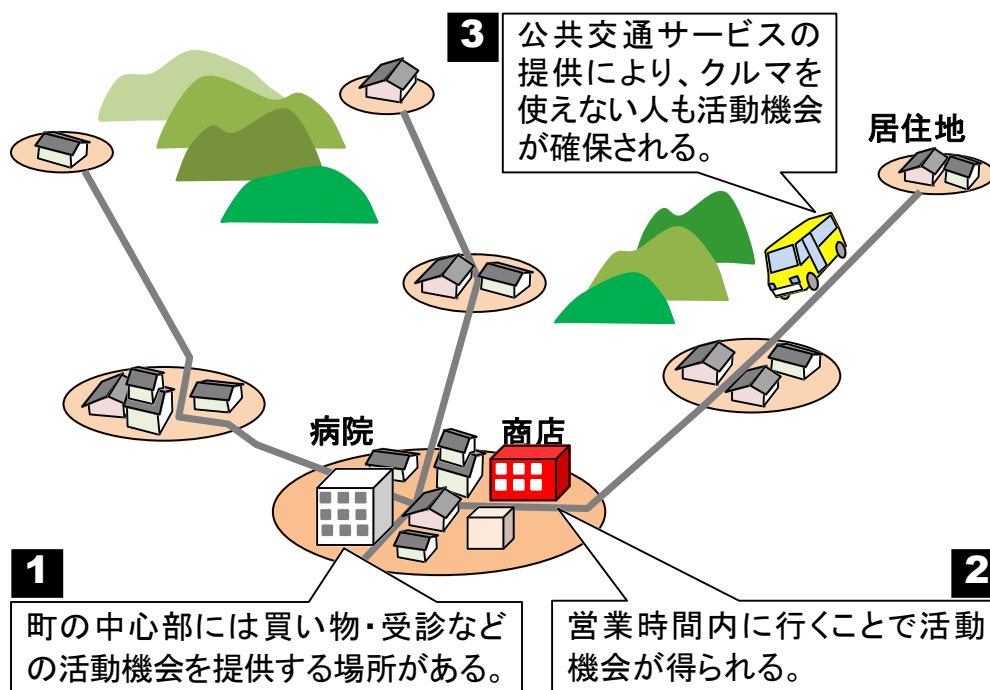 3
公共交通サービスの
提供により、クルマを
使えない人も活動機会
が確保される。
居住地
病院
商店
1
町の中心部には買い物・受診など
の活動機会を提供する場所がある。
2
営業時間内に行くことで活動
機会が得られる。